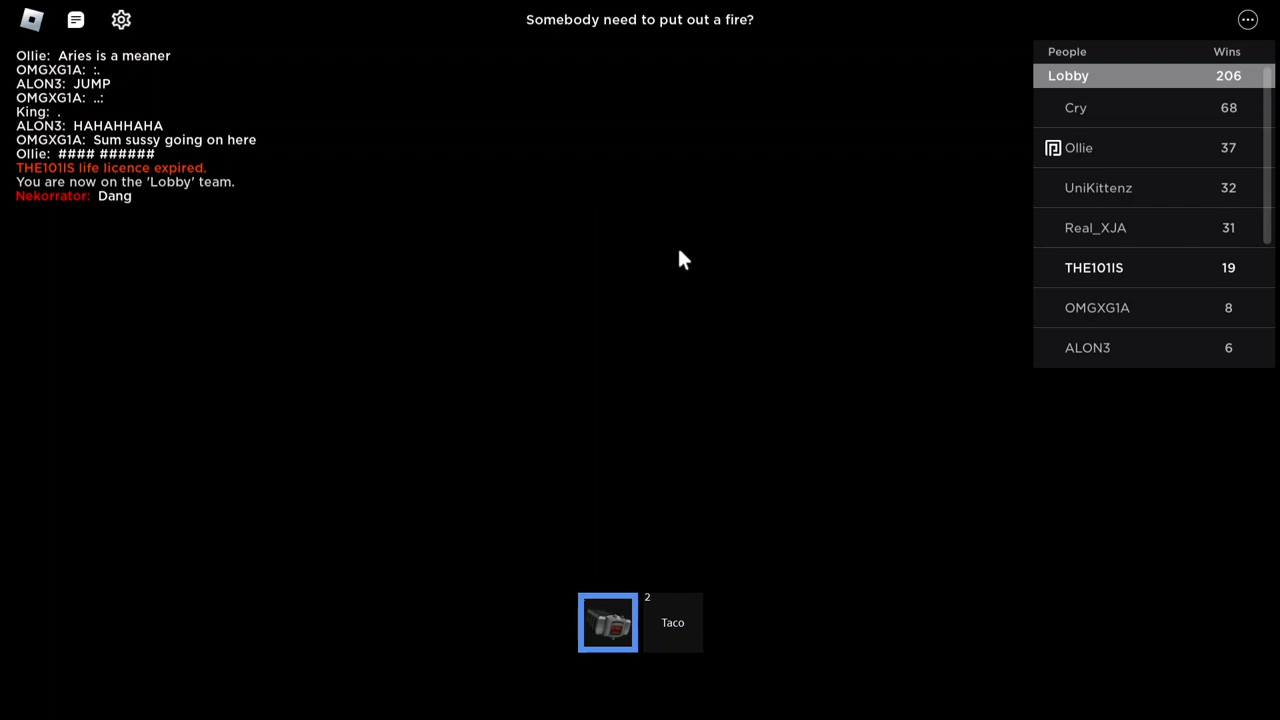 Somebody need to put out a fire?
Ollie: Aries is a meaner
OMGXG1A: :.
ALON3: JUMP
OMGXG1A: ..:
King: .
ALON3: HAHAHHAHA
OMGXG1A: Sum sussy going on here
Ollie: #### ######
THE101IS life licence expired.
You are now on the 'Lobby' team.
Nekorrator: Dang
People Wins
Lobby 206
Cry 68
Ollie 37
UniKittenz 32
Real_XJA 31
THE101IS 19
OMGXG1A 8
ALON3 6
2
Taco